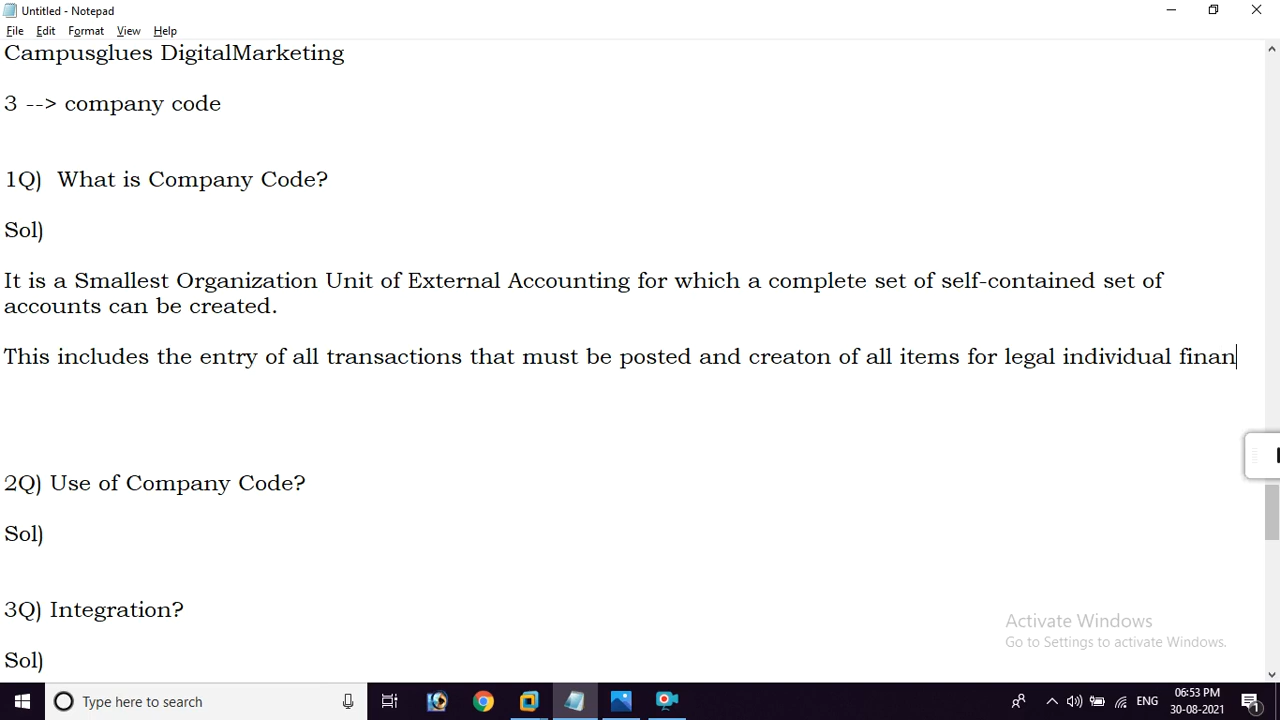 Untitled - Notepad
File Edit Format View Help
Campusglues DigitalMarketing
3 --> company code
1Q)  What is Company Code?
Sol)
It is a Smallest Organization Unit of External Accounting for which a complete set of self-contained set of
accounts can be created.
This includes the entry of all transactions that must be posted and creaton of all items for legal individual finan
2Q) Use of Company Code?
Sol)
3Q) Integration?
Sol)
Activate Windows
Go to Settings to activate Windows.
Type here to search
ENG
06:53 PM
30-08-2021
1